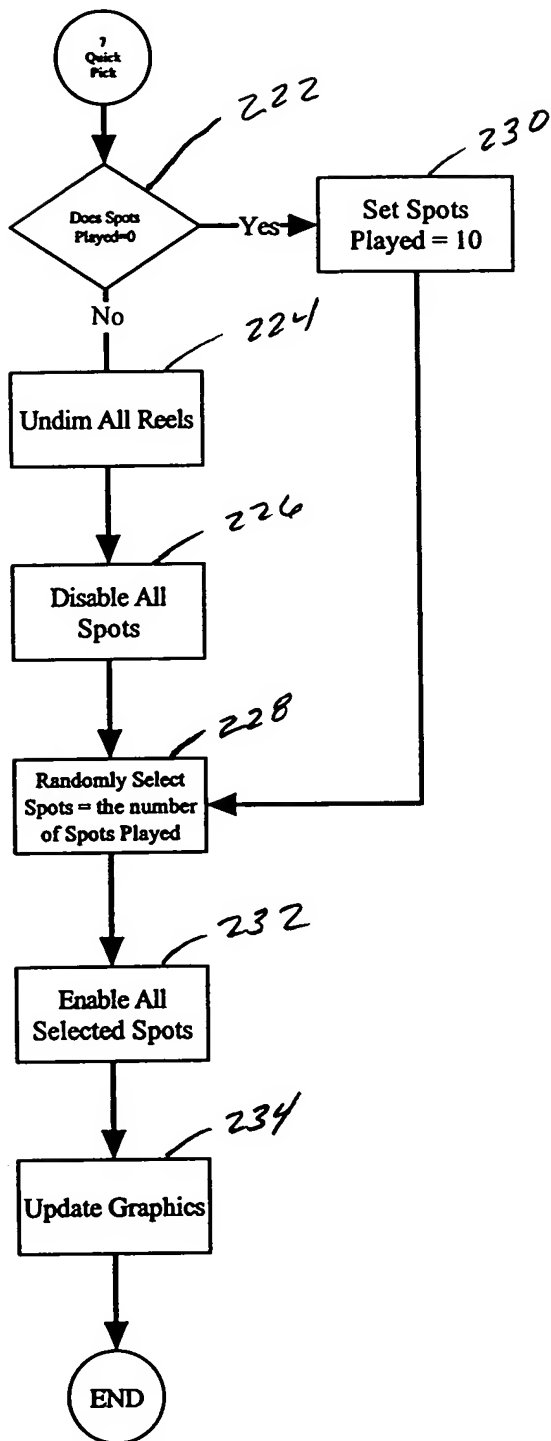 7
Quick
Pick
222
230
Does Spots
Played=0
Yes
Set Spots
Played = 10
No
224
Undim All Reels
226
Disable All
Spots
228
Randomly Select
Spots = the number
of Spots Played
232
Enable All
Selected Spots
234
Update Graphics
END